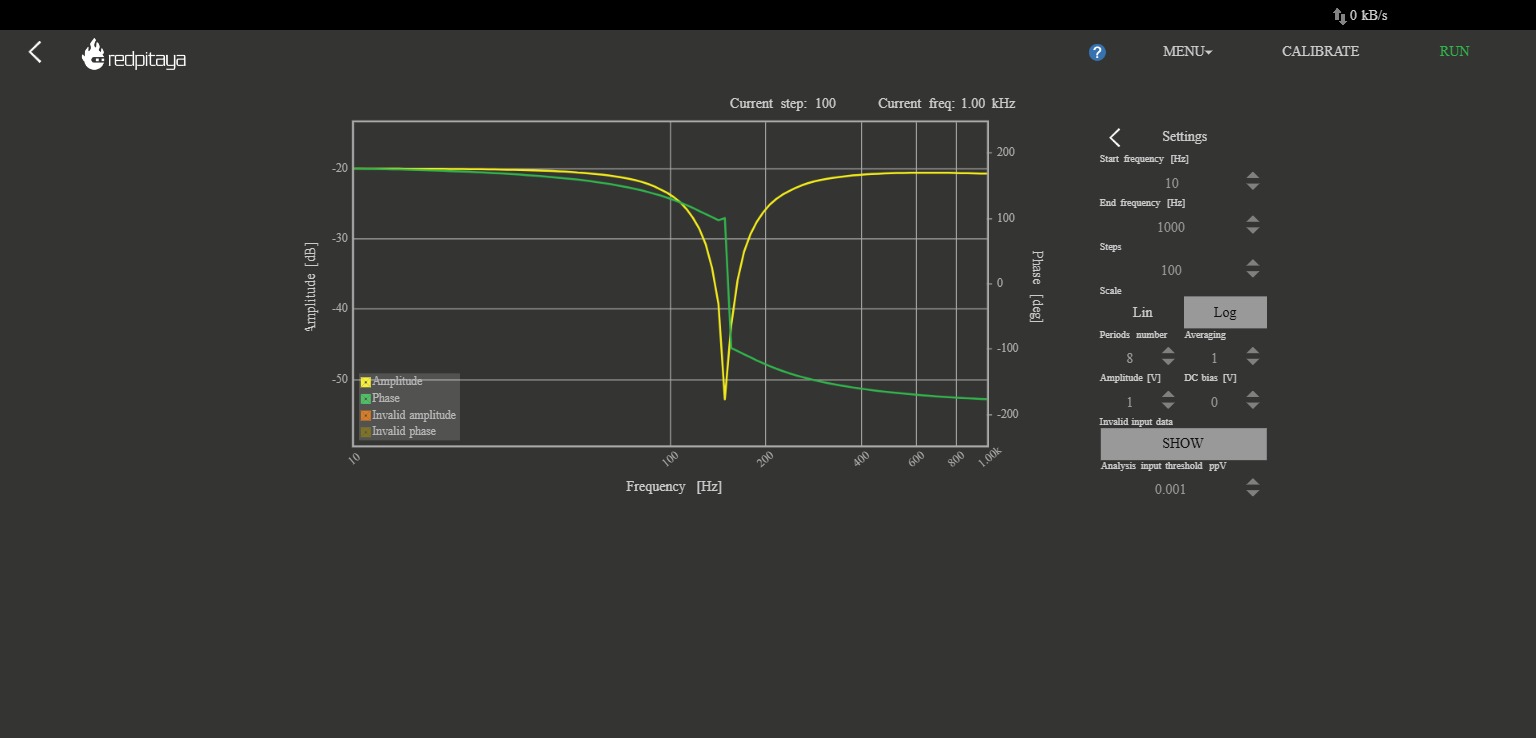 0 kB/s
redpitaya
?
MENU
CALIBRATE
RUN
Current step: 100
Current freq: 1.00 kHz
-20
-30
-40
-50
Amplitude [dB]
200
100
0
-100
-200
Phase [deg]
Amplitude
Phase
Invalid amplitude
Invalid phase
10
100
200
400
600
800
1.00k
Frequency [Hz]
Settings
Start frequency [Hz]
10
End frequency [Hz]
1000
Steps
100
Scale
Lin Log
Periods number Averaging
8 1
Amplitude [V] DC bias [V]
1 0
Invalid input data
SHOW
Analysis input threshold ppV
0.001